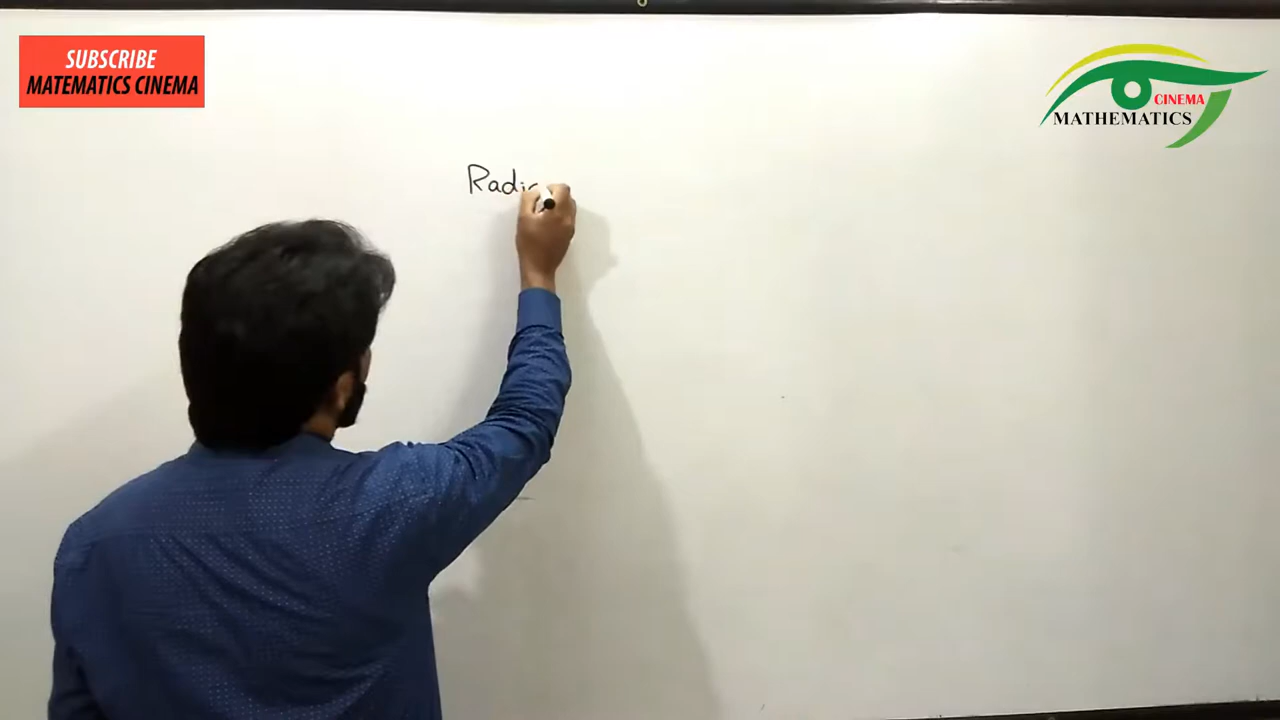 SUBSCRIBE
MATEMATICS CINEMA
CINEMA
MATHEMATICS
Radi